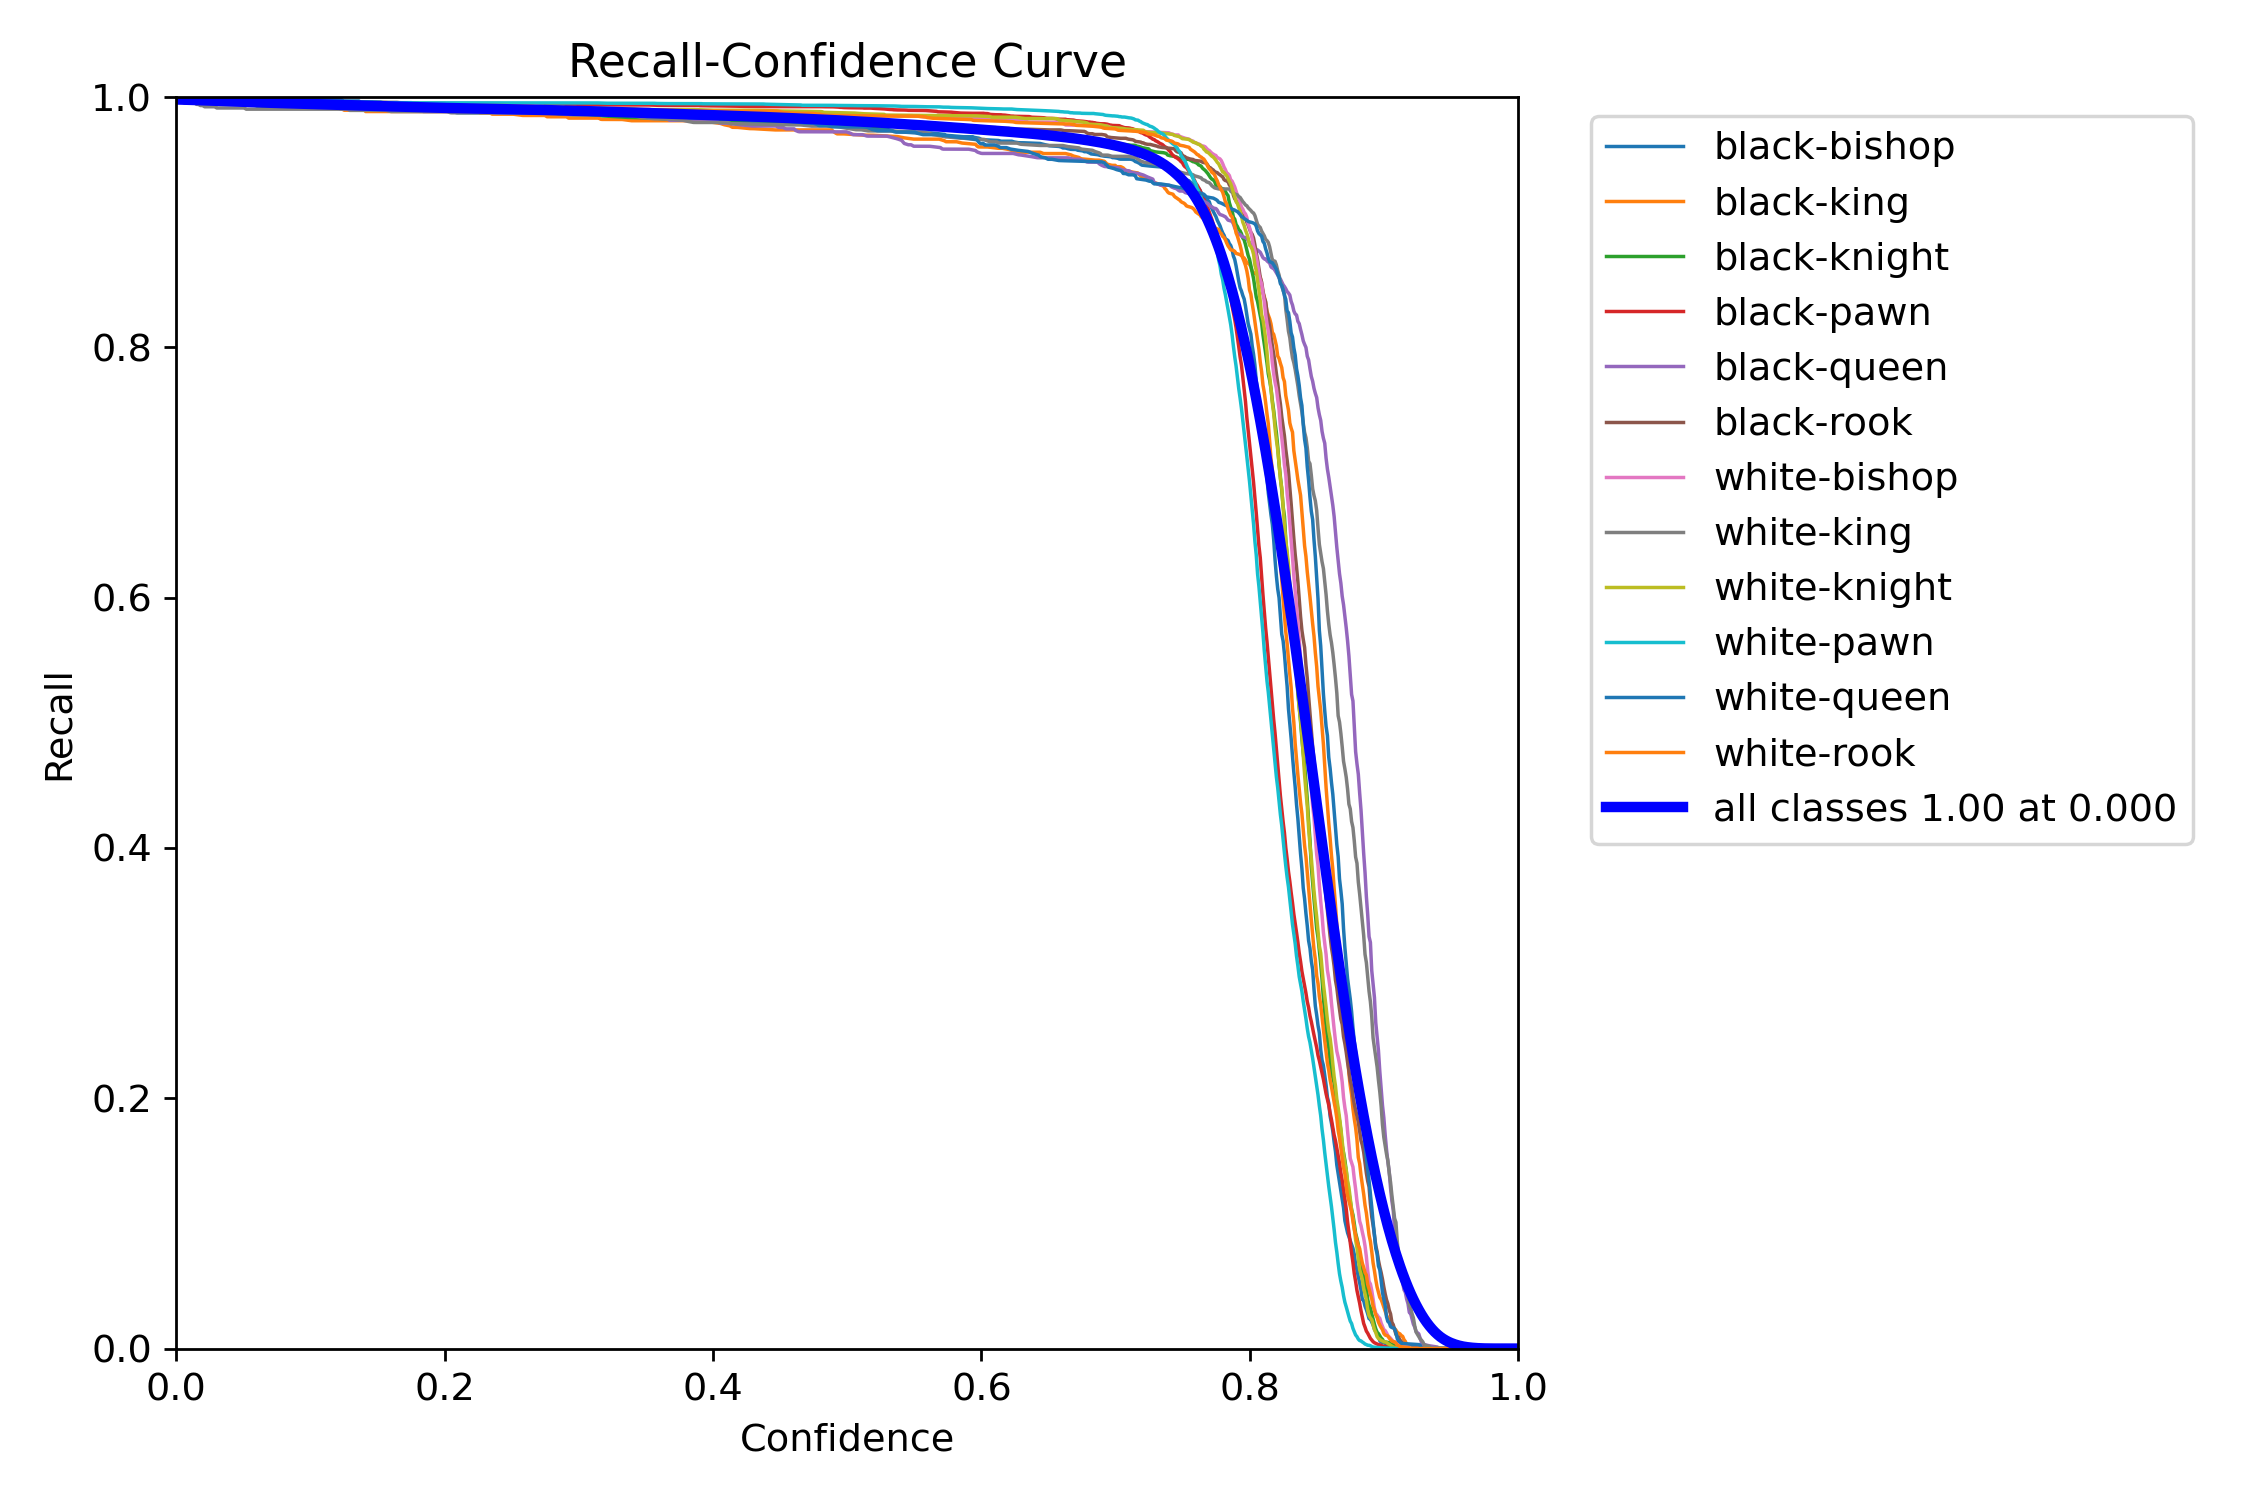 Recall-Confidence Curve
1.0
0.8
0.6
0.4
0.2
0.0
Recall
0.0 0.2 0.4 0.6 0.8 1.0
Confidence
black-bishop
black-king
black-knight
black-pawn
black-queen
black-rook
white-bishop
white-king
white-knight
white-pawn
white-queen
white-rook
all classes 1.00 at 0.000